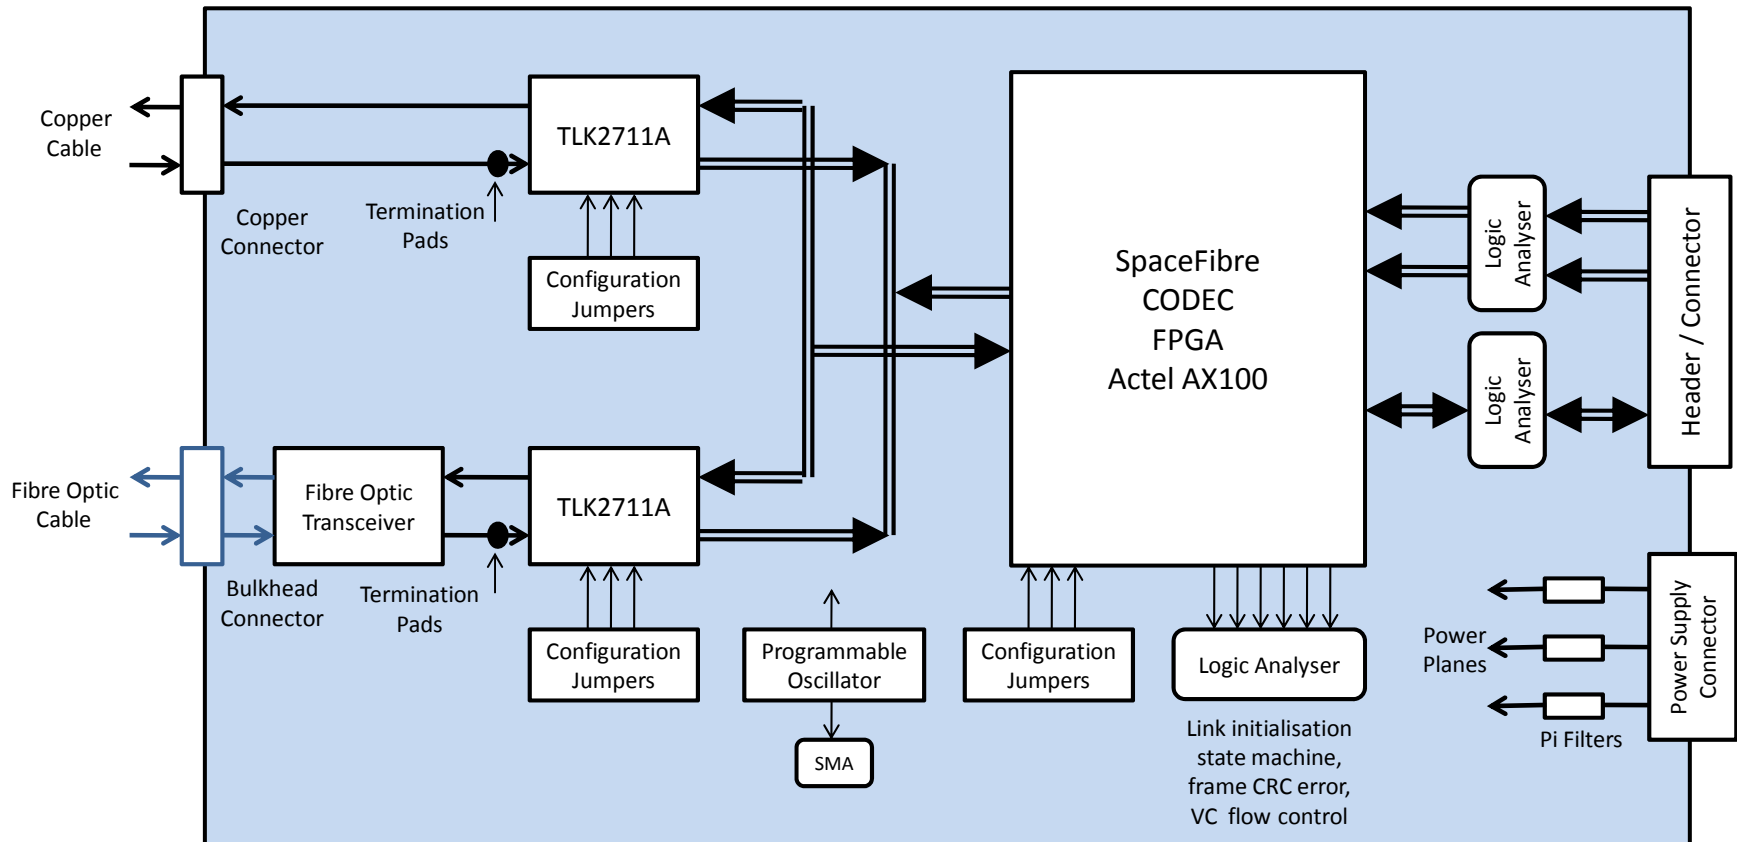 Copper
Cable
Copper
Connector
TLK2711A
Termination
Pads
Configuration
Jumpers
SpaceFibre
CODEC
FPGA
Actel AX100
Logic
Analyser
Logic
Analyser
Header / Connector
Fibre Optic
Cable
Bulkhead
Connector
Fibre Optic
Transceiver
Termination
Pads
TLK2711A
Configuration
Jumpers
Programmable
Oscillator
SMA
Configuration
Jumpers
Logic Analyser
Link initialisation
state machine,
frame CRC error,
VC flow control
Power
Planes
Pi Filters
Power Supply
Connector